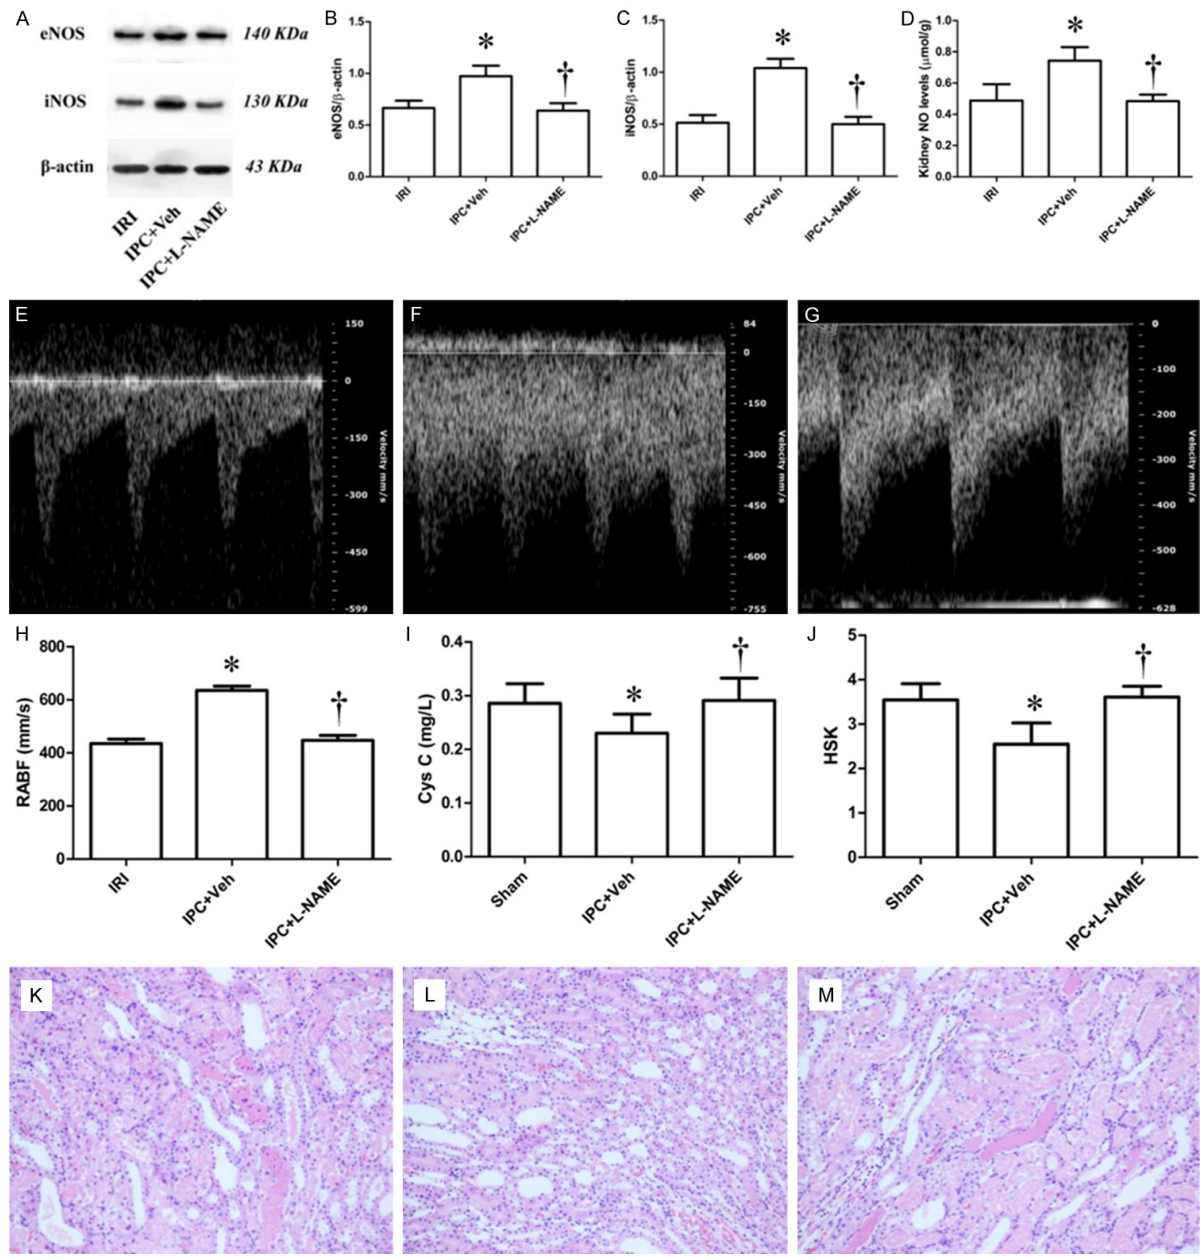 A
eNOS
140 KDa
iNOS
130 KDa
β-actin
43 KDa
IRI
IPC+Veh
IPC+L-NAME
B
eNOS/β-actin
1.5
1.0
0.5
0.0
*
†
IRI
IPC+Veh
IPC+L-NAME
C
iNOS/β-actin
1.5
1.0
0.5
0.0
*
†
IRI
IPC+Veh
IPC+L-NAME
D
Kidney NO levels (μmol/g)
1.0
0.8
0.6
0.4
0.2
0.0
*
†
IRI
IPC+Veh
IPC+L-NAME
E
150
0
-150
-300
-450
-599
Velocity mm/s
F
84
0
-150
-300
-450
-600
-755
Velocity mm/s
G
0
-100
-200
-300
-400
-500
-628
Velocity mm/s
H
RABF (mm/s)
800
600
400
200
0
*
†
IRI
IPC+Veh
IPC+L-NAME
I
Cys C (mg/L)
0.4
0.3
0.2
0.1
0.0
*
†
Sham
IPC+Veh
IPC+L-NAME
J
HSK
5
4
3
2
1
0
*
†
Sham
IPC+Veh
IPC+L-NAME
K
L
M